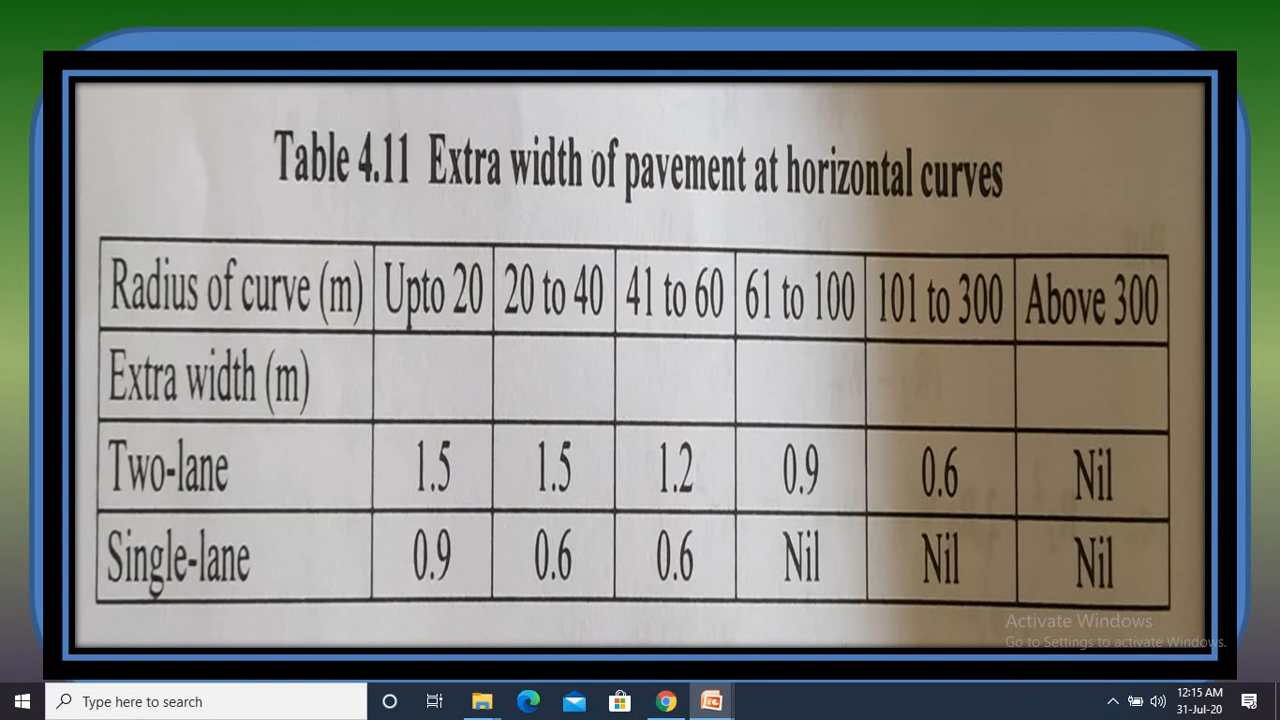 Table 4.11 Extra width of pavement at horizontal curves
Radius of curve (m) Upto 20 20 to 40 41 to 60 61 to 100 101 to 300 Above 300
Extra width (m)
Two-lane 1.5 1.5 1.2 0.9 0.6 Nil
Single-lane 0.9 0.6 0.6 Nil Nil Nil
Activate Windows
Go to Settings to activate Windows.
Type here to search
12:15 AM
31-Jul-20